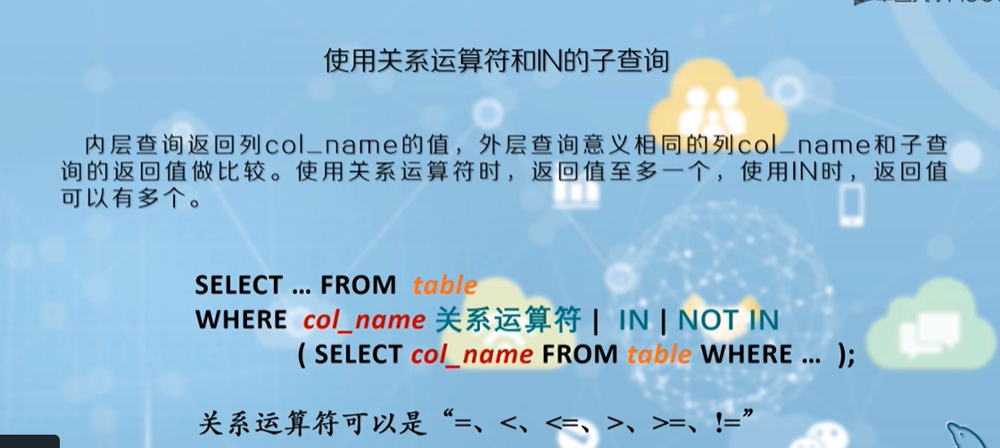 使用关系运算符和IN的子查询
内层查询返回列col_name的值，外层查询意义相同的列col_name和子查
询的返回值做比较。使用关系运算符时，返回值至多一个，使用IN时，返回值
可以有多个。
SELECT … FROM table
WHERE col_name 关系运算符 | IN | NOT IN
( SELECT col_name FROM table WHERE … );
关系运算符可以是“=、<、<=、>、>=、!=”